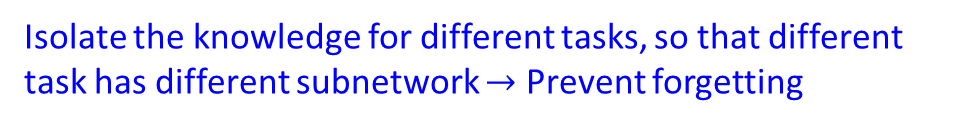 Isolate the knowledge for different tasks, so that different
task has different subnetwork → Prevent forgetting